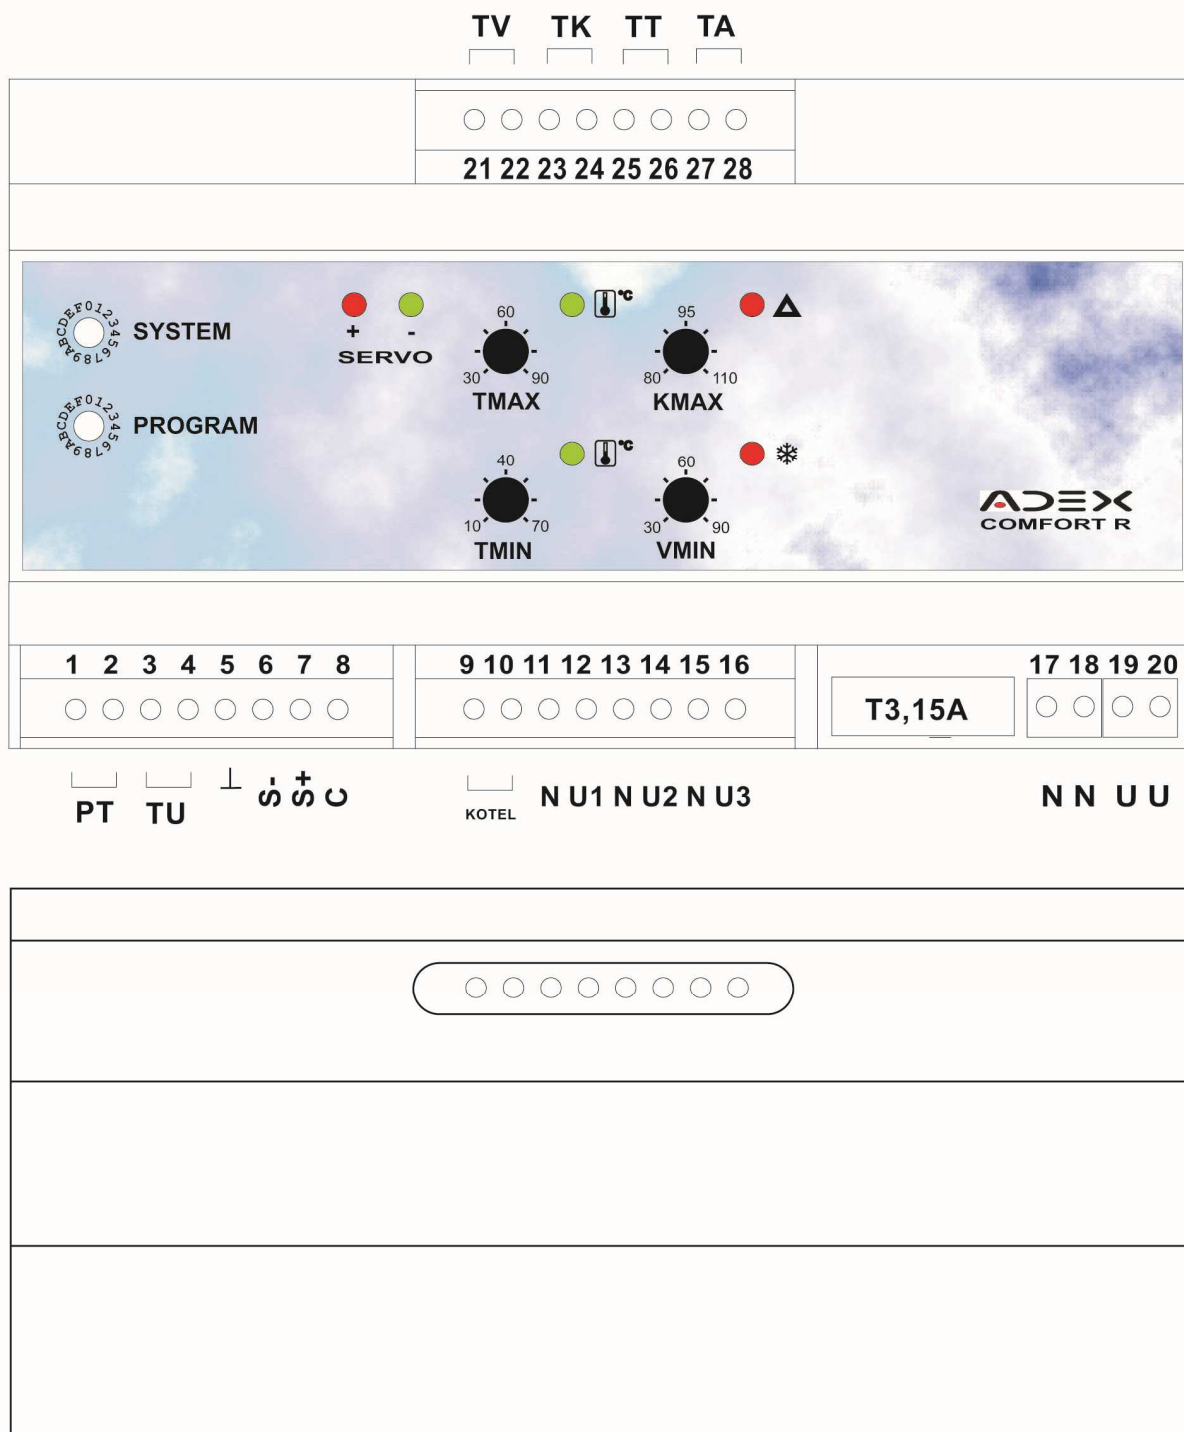 TV TK TT TA
21 22 23 24 25 26 27 28
0123456789ABCDEF SYSTEM
+ - SERVO
60
30 90
TMAX
°C
95
80 110
KMAX
0123456789ABCDEF PROGRAM
40
10 70
TMIN
°C
60
30 90
VMIN
ADEX
COMFORT R
1 2 3 4 5 6 7 8
9 10 11 12 13 14 15 16
T3,15A
17 18 19 20
PT TU ⊥ S- S+ C
KOTEL N U1 N U2 N U3
N N U U